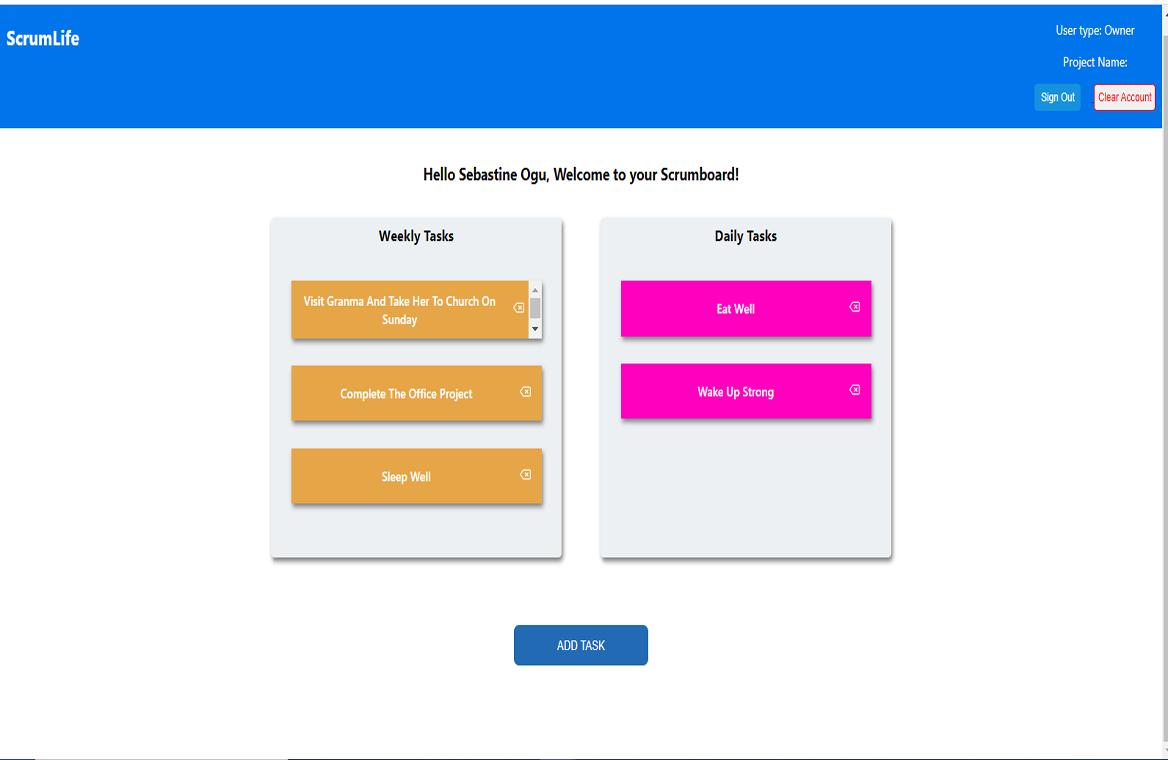 ScrumLife
User type: Owner
Project Name:
Sign Out
Clear Account
Hello Sebastine Ogu, Welcome to your Scrumboard!
Weekly Tasks
Visit Granma And Take Her To Church On
Sunday
Complete The Office Project
Sleep Well
Daily Tasks
Eat Well
Wake Up Strong
ADD TASK